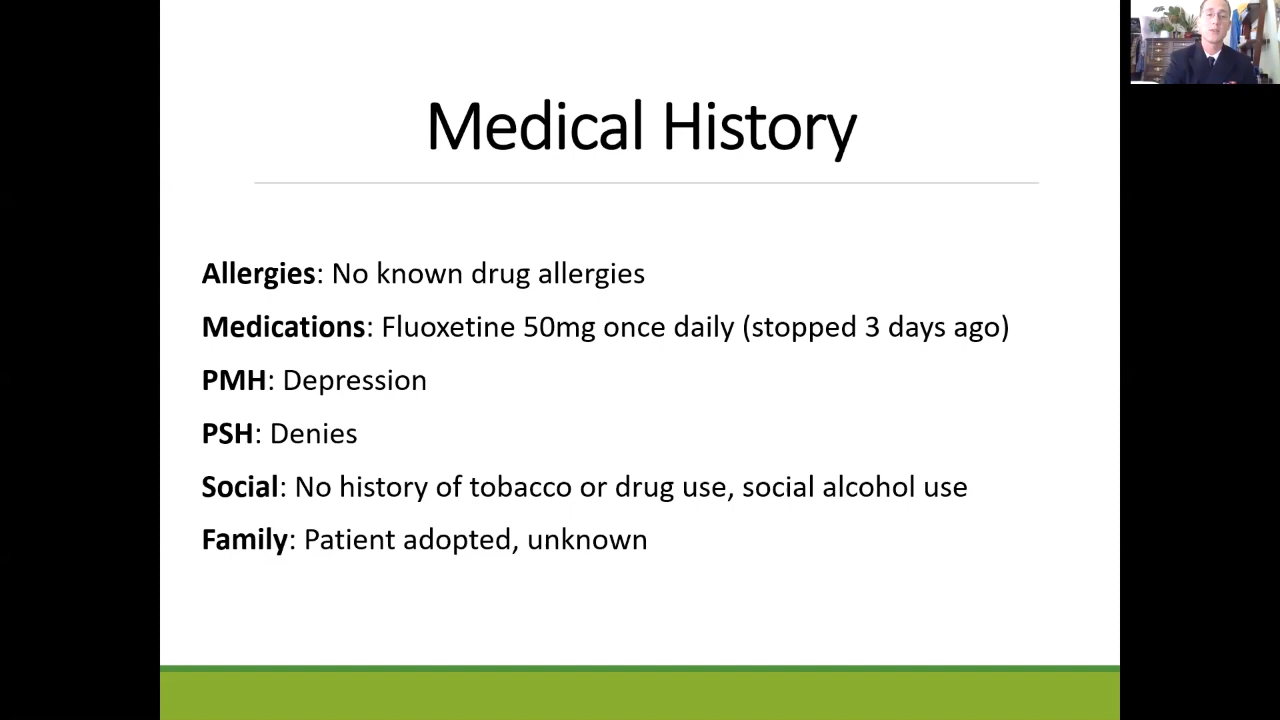 Medical History
Allergies: No known drug allergies
Medications: Fluoxetine 50mg once daily (stopped 3 days ago)
PMH: Depression
PSH: Denies
Social: No history of tobacco or drug use, social alcohol use
Family: Patient adopted, unknown